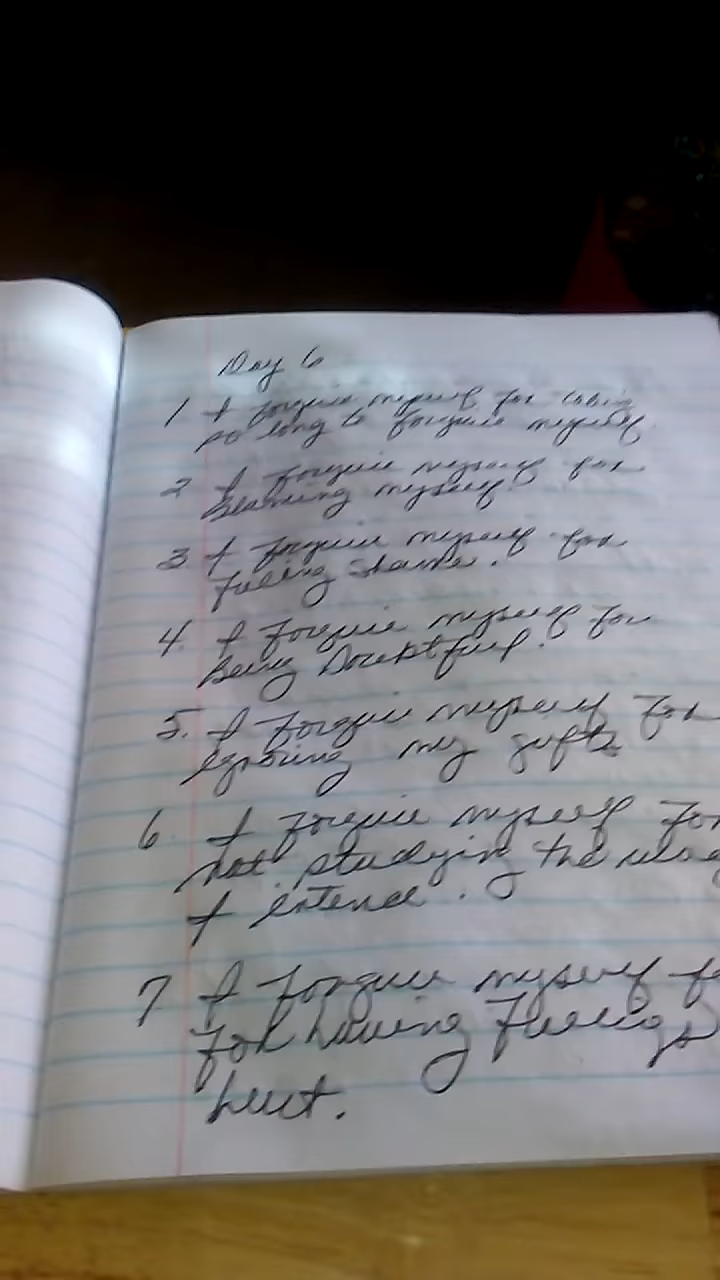 Day 6
1 I forgive myself for taking
so long to forgive myself.
2 I forgive myself for
blaming myself.
3 I forgive myself for
feeling shame.
4. I forgive myself for
being Doubtful.
5. I forgive myself for
ignoring my gifts
6 I forgive myself for
not studying the way
I intend.
7 I forgive myself
for having feelings
hurt.